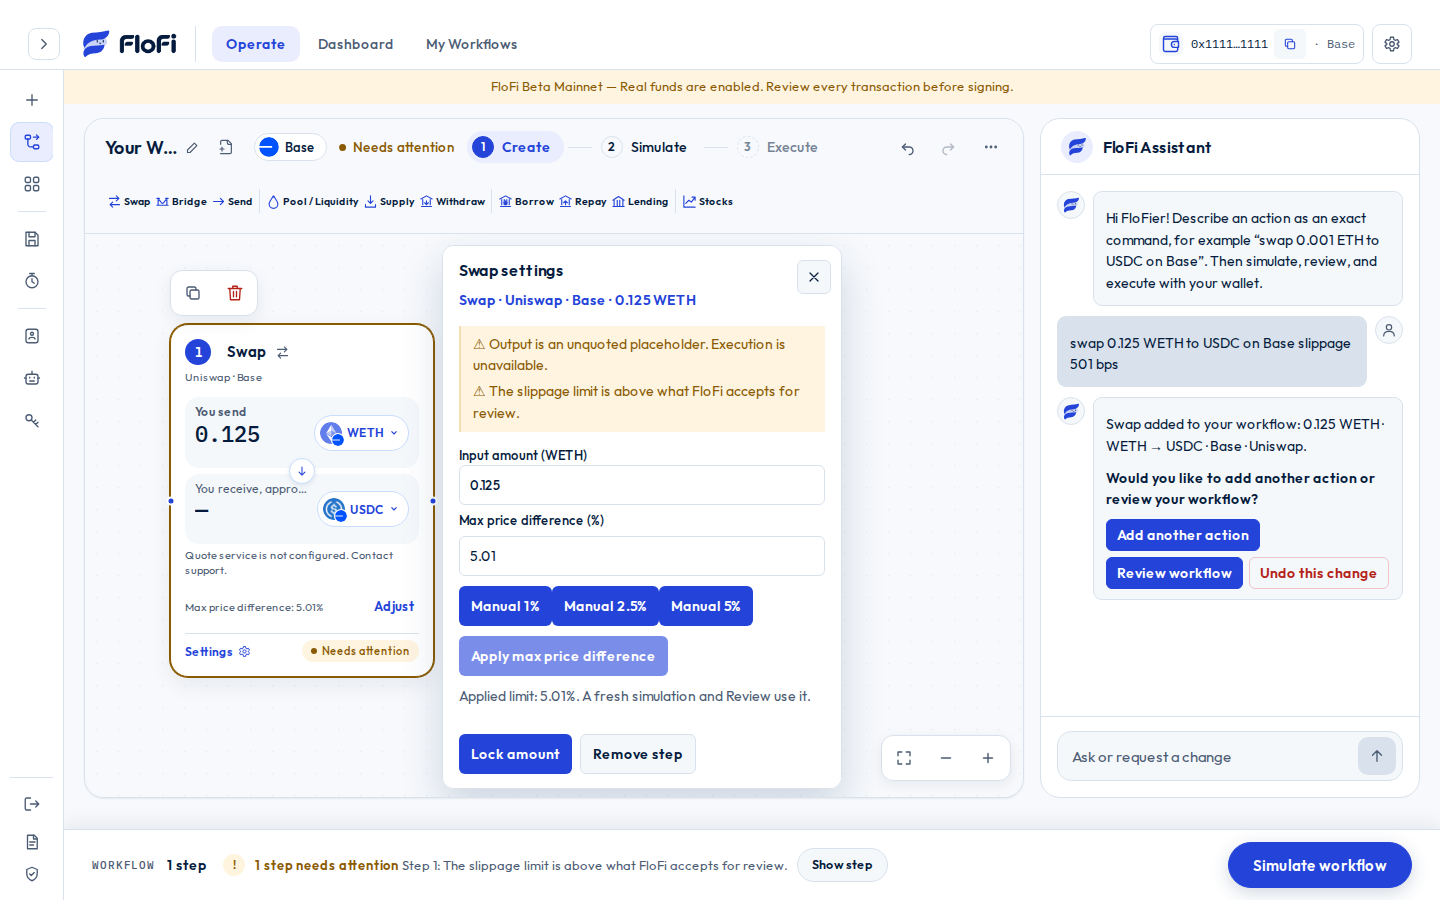 FloFi
Operate
Dashboard
My Workflows
0x1111…1111
· Base
FloFi Beta Mainnet — Real funds are enabled. Review every transaction before signing.
Your W...
Base
Needs attention
1 Create
2 Simulate
3 Execute
Swap
Bridge
Send
Pool / Liquidity
Supply
Withdraw
Borrow
Repay
Lending
Stocks
1 Swap
Uniswap · Base
You send
0.125
WETH
You receive, appro...
—
USDC
Quote service is not configured. Contact
support.
Max price difference: 5.01%
Adjust
Settings
Needs attention
Swap settings
Swap · Uniswap · Base · 0.125 WETH
⚠ Output is an unquoted placeholder. Execution is
unavailable.
⚠ The slippage limit is above what FloFi accepts for
review.
Input amount (WETH)
0.125
Max price difference (%)
5.01
Manual 1%
Manual 2.5%
Manual 5%
Apply max price difference
Applied limit: 5.01%. A fresh simulation and Review use it.
Lock amount
Remove step
FloFi Assistant
Hi FloFier! Describe an action as an exact
command, for example “swap 0.001 ETH to
USDC on Base”. Then simulate, review, and
execute with your wallet.
swap 0.125 WETH to USDC on Base slippage
501 bps
Swap added to your workflow: 0.125 WETH ·
WETH → USDC · Base · Uniswap.
Would you like to add another action or
review your workflow?
Add another action
Review workflow
Undo this change
Ask or request a change
WORKFLOW
1 step
! 1 step needs attention Step 1: The slippage limit is above what FloFi accepts for review.
Show step
Simulate workflow